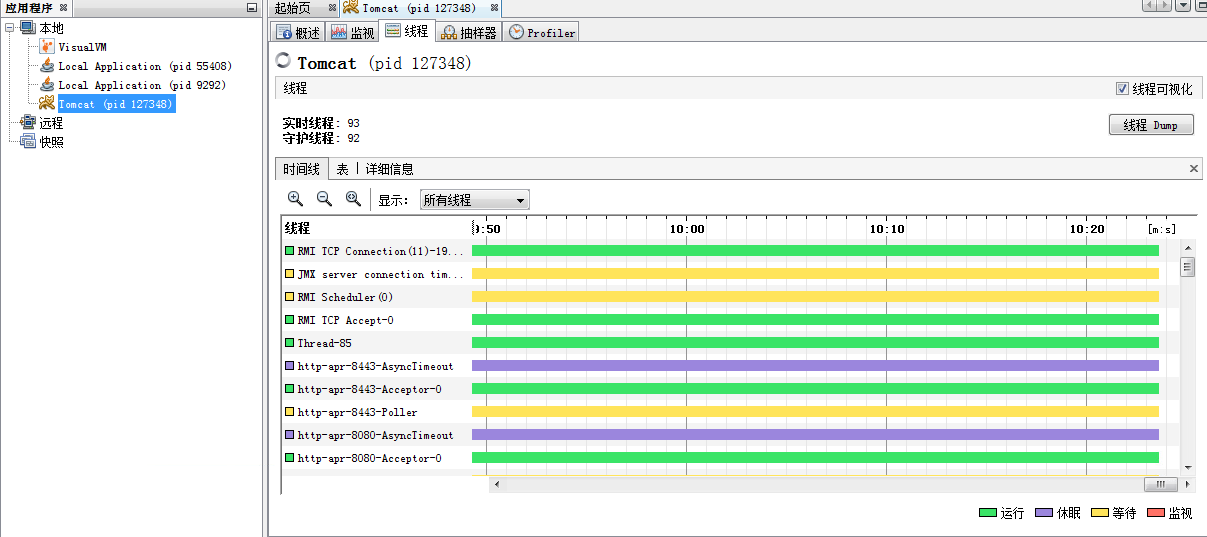 应用程序
本地
VisualVM
Local Application (pid 55408)
Local Application (pid 9292)
Tomcat (pid 127348)
远程
快照
起始页 Tomcat (pid 127348)
概述 监视 线程 抽样器 Profiler
Tomcat (pid 127348)
线程 线程可视化
实时线程: 93
守护线程: 92
线程 Dump
时间线 表 详细信息
显示: 所有线程
线程 9:50 10:00 10:10 10:20 [m:s]
RMI TCP Connection(11)-19...
JMX server connection tim...
RMI Scheduler(0)
RMI TCP Accept-0
Thread-85
http-apr-8443-AsyncTimeout
http-apr-8443-Acceptor-0
http-apr-8443-Poller
http-apr-8080-AsyncTimeout
http-apr-8080-Acceptor-0
运行 休眠 等待 监视